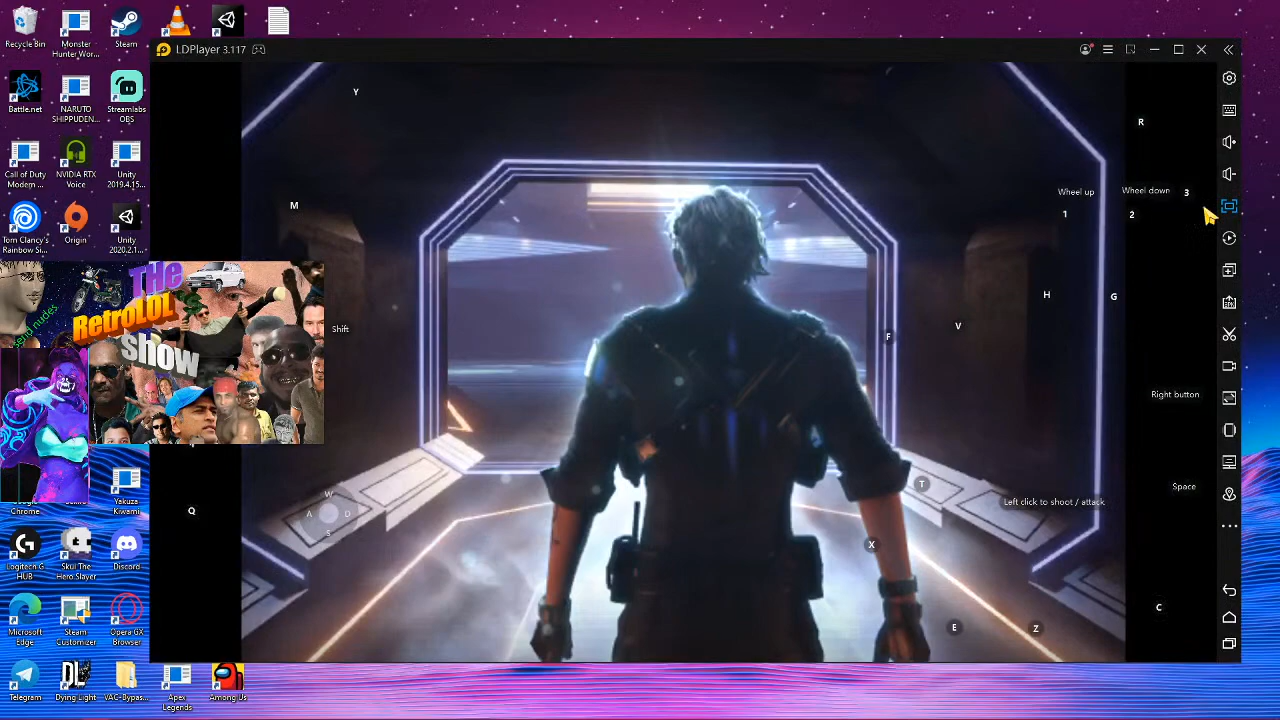 LDPlayer 3.117
Recycle Bin
Monster
Hunter Wor...
Steam
Battle.net
NARUTO
SHIPPUDEN...
Streamlabs
OBS
Call of Duty
Modern ...
NVIDIA RTX
Voice
Unity
2019.4.15...
Tom Clancy's
Rainbow Si...
Origin
Unity
2020.2.1...
Send nudes
THe
RetroLOL
show
Chrome
Yakuza
Kiwami
Logitech G
HUB
Skul The
Hero Slayer
Discord
Microsoft
Edge
Steam
Customizer
Opera GX
Browser
Telegram
Dying Light
VAC-Bypas...
Apex
Legends
Among Us
Y
R
M
Wheel up
Wheel down
3
1
2
H
G
Shift
F
V
Right button
T
Space
W
A
D
S
Q
Left click to shoot / attack
X
C
E
Z